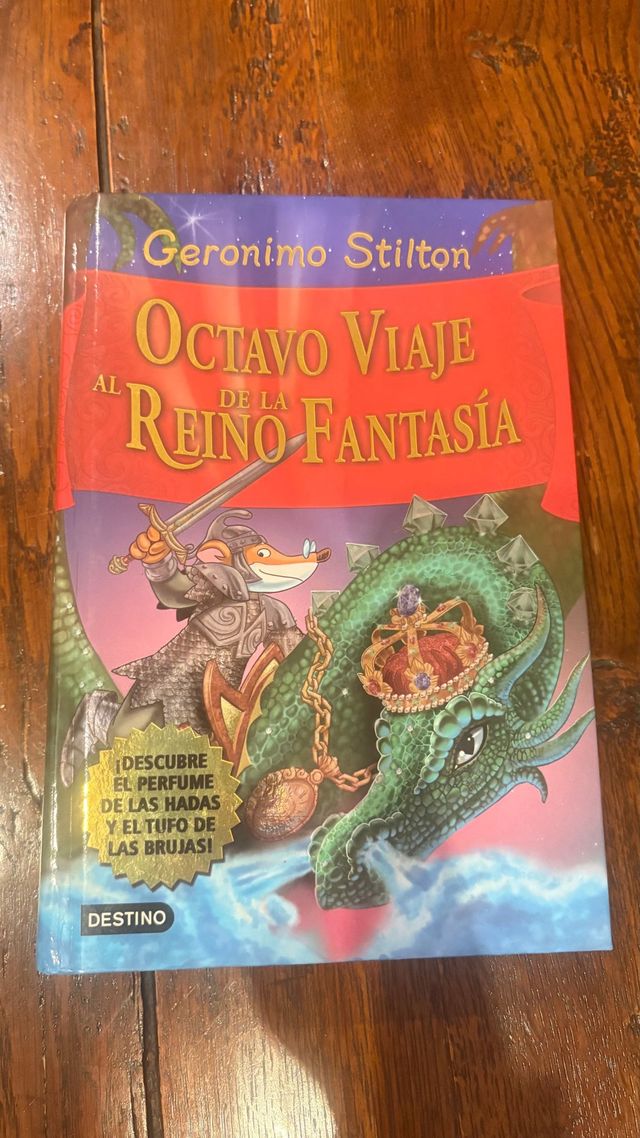 Geronimo Stilton
OCTAVO VIAJE
AL REINO DE LA FANTASÍA
¡DESCUBRE
EL PERFUME
DE LAS HADAS
Y EL TUFO DE
LAS BRUJAS!
DESTINO